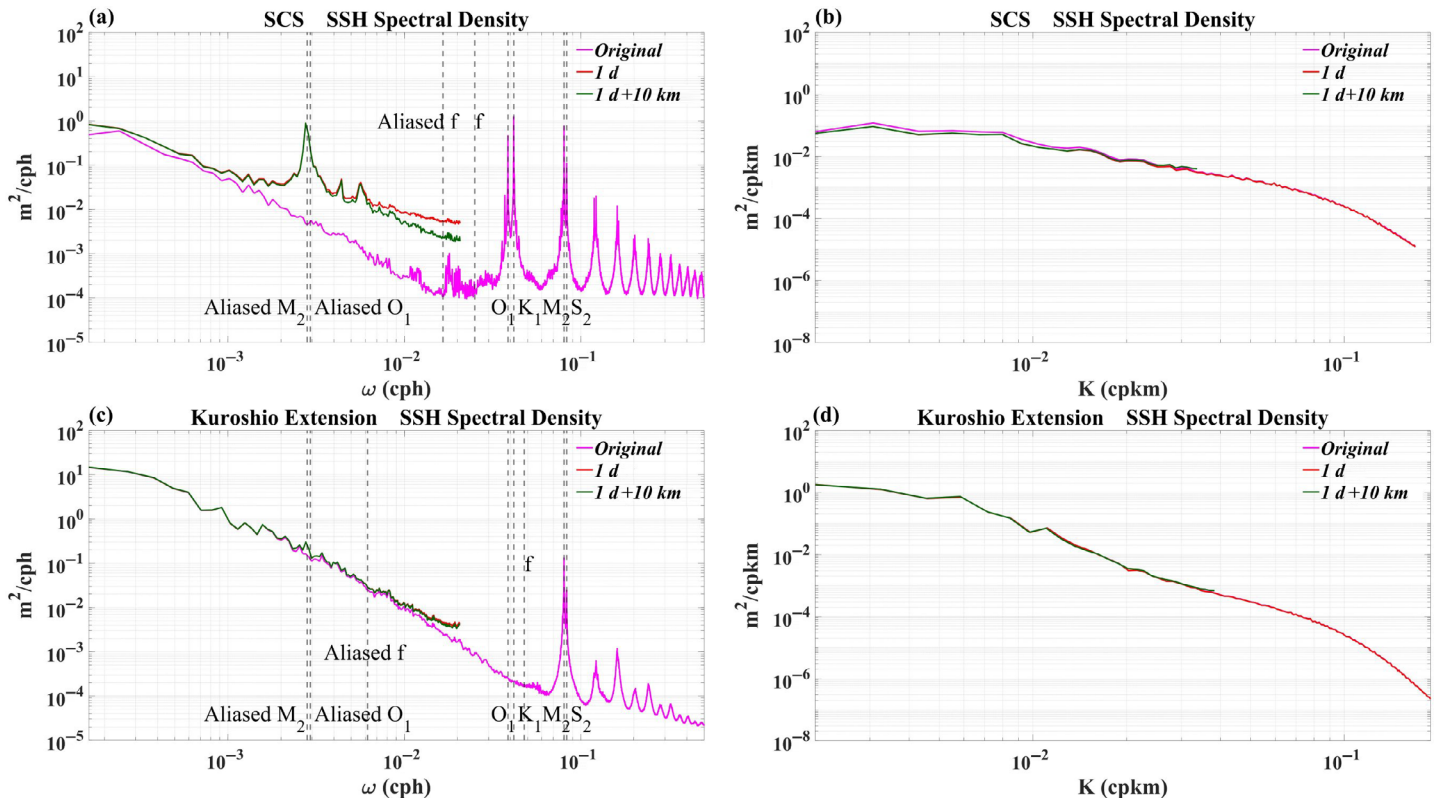 (a) SCS SSH Spectral Density
10² 10¹ 10⁰ 10⁻¹ 10⁻² 10⁻³ 10⁻⁴ 10⁻⁵
m²/cph
Original
1 d
1 d+10 km
Aliased f f
Aliased M₂ Aliased O₁ O₁ K₁ M₂ S₂
10⁻³ 10⁻² 10⁻¹
ω (cph)
(b) SCS SSH Spectral Density
10² 10⁰ 10⁻² 10⁻⁴ 10⁻⁶ 10⁻⁸
m²/cpkm
Original
1 d
1 d+10 km
10⁻² 10⁻¹
K (cpkm)
(c) Kuroshio Extension SSH Spectral Density
10² 10¹ 10⁰ 10⁻¹ 10⁻² 10⁻³ 10⁻⁴ 10⁻⁵
m²/cph
Original
1 d
1 d+10 km
f
Aliased f
Aliased M₂ Aliased O₁ O₁ K₁ M₂ S₂
10⁻³ 10⁻² 10⁻¹
ω (cph)
(d) Kuroshio Extension SSH Spectral Density
10² 10⁰ 10⁻² 10⁻⁴ 10⁻⁶ 10⁻⁸
m²/cpkm
Original
1 d
1 d+10 km
10⁻² 10⁻¹
K (cpkm)